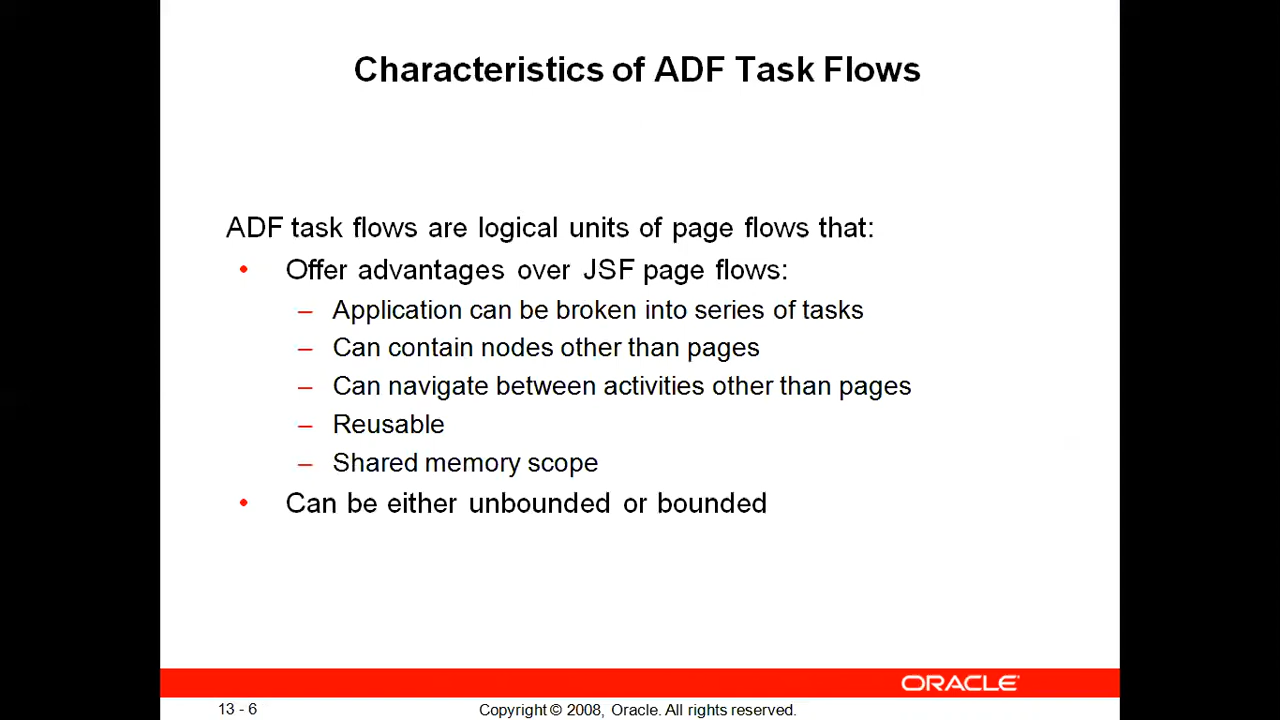 Characteristics of ADF Task Flows
ADF task flows are logical units of page flows that:
• Offer advantages over JSF page flows:
– Application can be broken into series of tasks
– Can contain nodes other than pages
– Can navigate between activities other than pages
– Reusable
– Shared memory scope
• Can be either unbounded or bounded
ORACLE
13 - 6
Copyright © 2008, Oracle. All rights reserved.